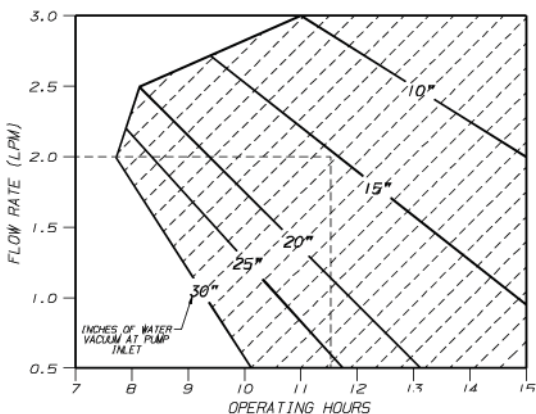 3.0
2.5
2.0
1.5
1.0
0.5
FLOW RATE (LPM)
10"
15"
20"
25"
30"
INCHES OF WATER
VACUUM AT PUMP
INLET
7 8 9 10 11 12 13 14 15
OPERATING HOURS